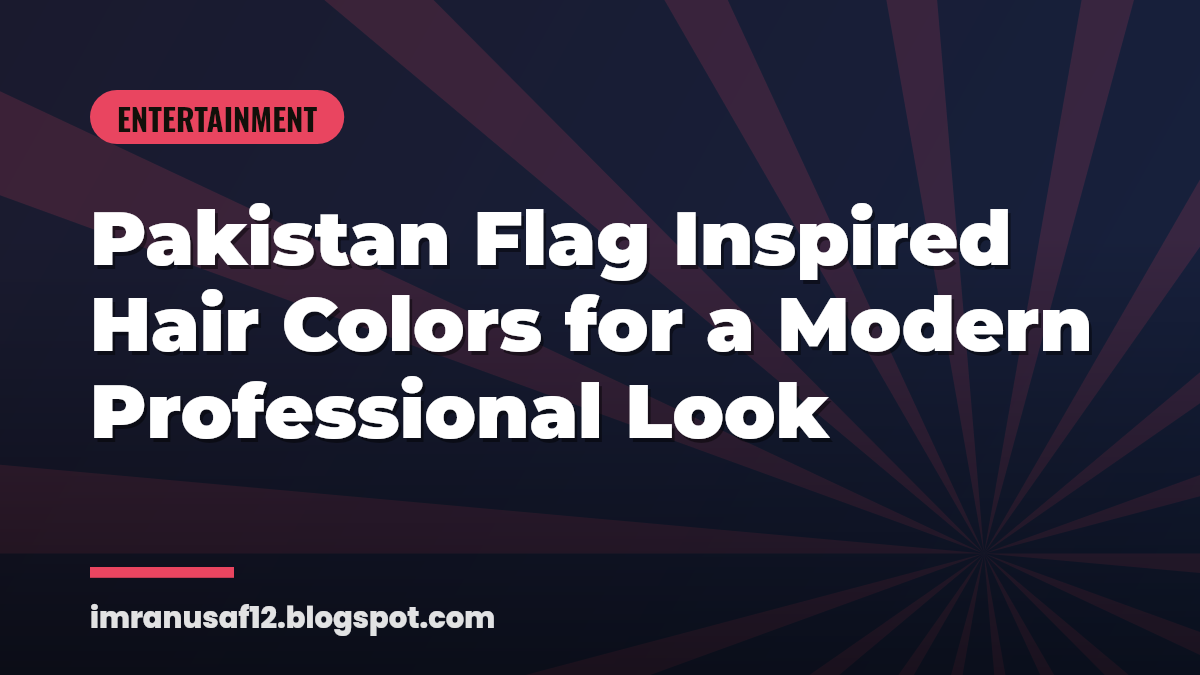 ENTERTAINMENT
Pakistan Flag Inspired
Hair Colors for a Modern
Professional Look
imranusaf12.blogspot.com